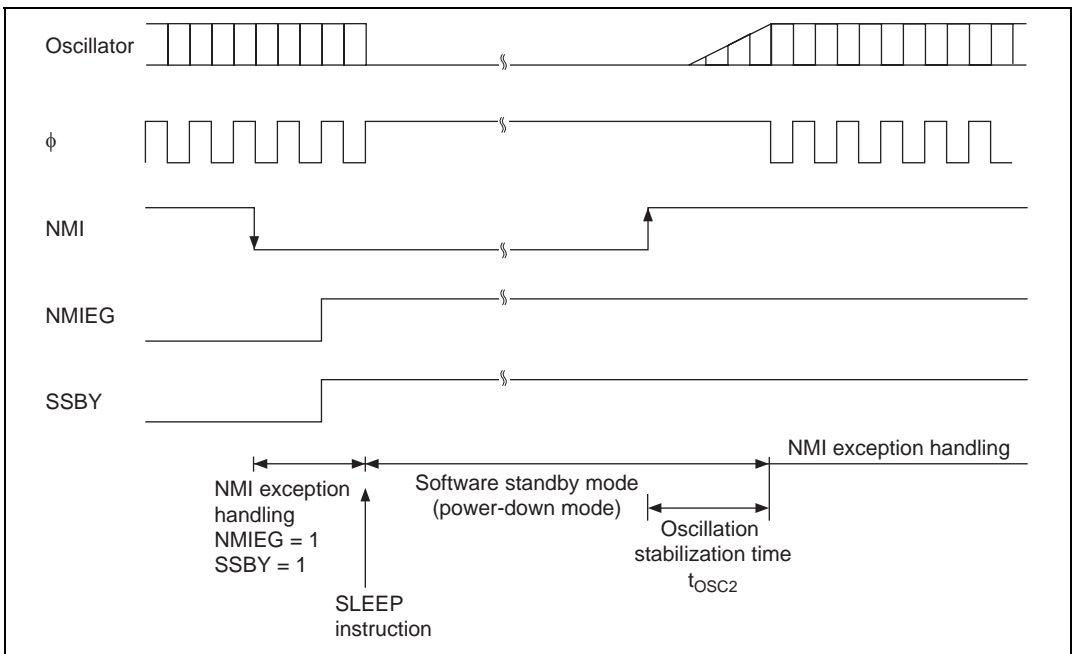 Oscillator
ϕ
NMI
NMIEG
SSBY
NMI exception handling
NMI exception
handling
NMIEG = 1
SSBY = 1
Software standby mode
(power-down mode)
Oscillation
stabilization time
tOSC2
SLEEP
instruction